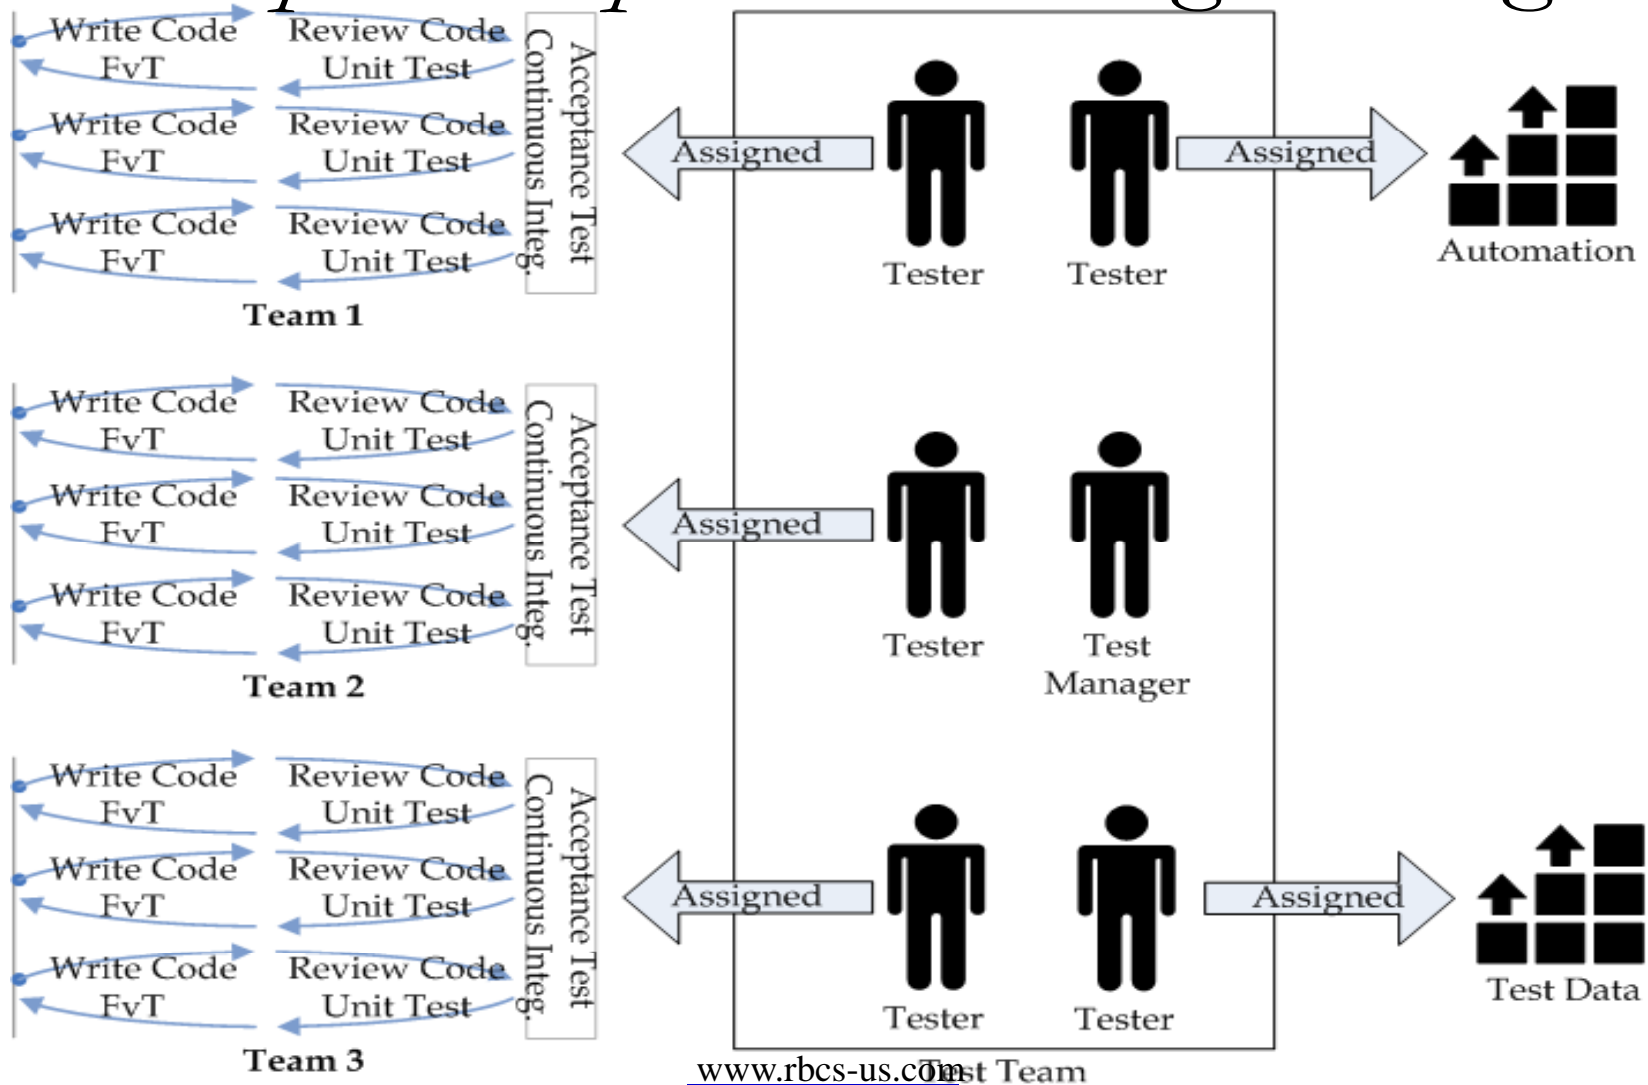 Write Code Review Code
FvT Unit Test
Write Code Review Code
FvT Unit Test
Write Code Review Code
FvT Unit Test
Acceptance Test
Continuous Integ.
Team 1
Assigned
Tester
Tester
Assigned
Automation
Write Code Review Code
FvT Unit Test
Write Code Review Code
FvT Unit Test
Write Code Review Code
FvT Unit Test
Acceptance Test
Continuous Integ.
Team 2
Assigned
Tester
Test
Manager
Write Code Review Code
FvT Unit Test
Write Code Review Code
FvT Unit Test
Write Code Review Code
FvT Unit Test
Acceptance Test
Continuous Integ.
Team 3
Assigned
Tester
Tester
Assigned
Test Data
Test Team
www.rbcs-us.com